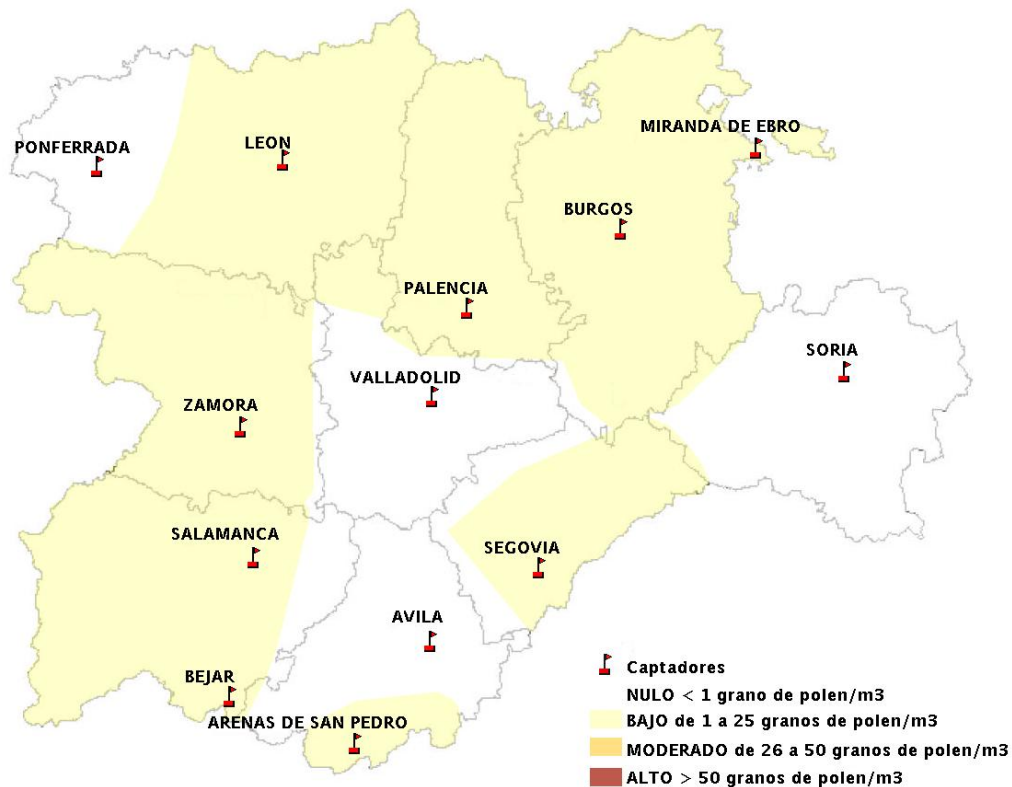 MIRANDA DE EBRO
PONFERRADA
LEON
BURGOS
PALENCIA
SORIA
VALLADOLID
ZAMORA
SALAMANCA
SEGOVIA
AVILA
BEJAR
ARENAS DE SAN PEDRO
Captadores
NULO < 1 grano de polen/m3
BAJO de 1 a 25 granos de polen/m3
MODERADO de 26 a 50 granos de polen/m3
ALTO > 50 granos de polen/m3